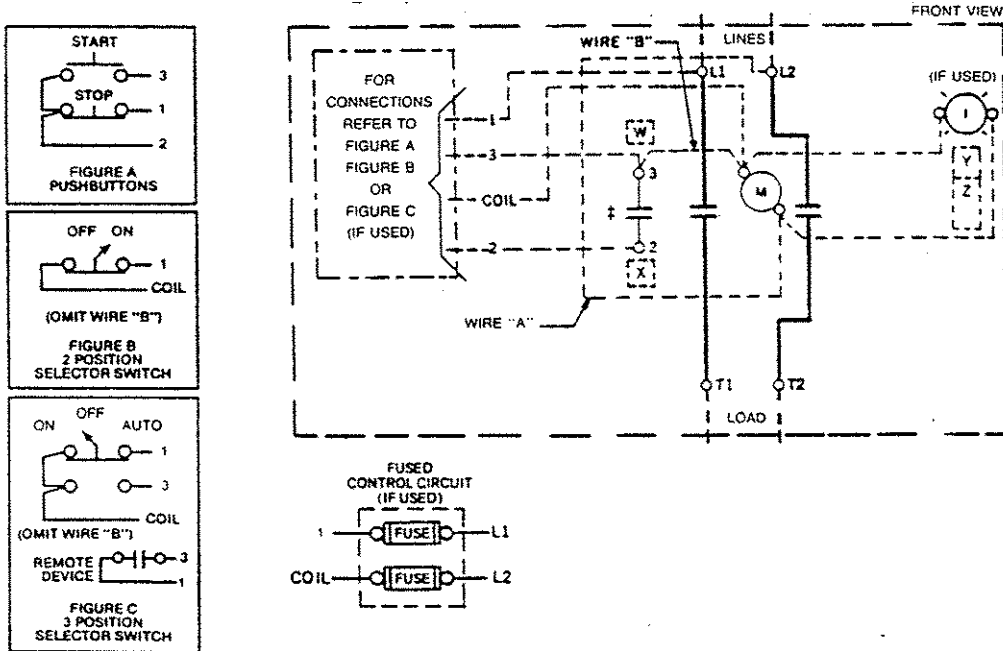 START
3
STOP
1
2
FIGURE A
PUSHBUTTONS
OFF ON
1
COIL
(OMIT WIRE "B")
FIGURE B
2 POSITION
SELECTOR SWITCH
OFF
ON AUTO
1
3
COIL
(OMIT WIRE "B")
REMOTE
DEVICE
3
1
FIGURE C
3 POSITION
SELECTOR SWITCH
FRONT VIEW
WIRE "B"
LINES
L1
L2
(IF USED)
I
FOR
CONNECTIONS
REFER TO
FIGURE A
FIGURE B
OR
FIGURE C
(IF USED)
1
3
COIL
2
W
3
‡
2
X
M
Y
Z
WIRE "A"
T1
T2
LOAD
FUSED
CONTROL CIRCUIT
(IF USED)
1 FUSE L1
COIL FUSE L2